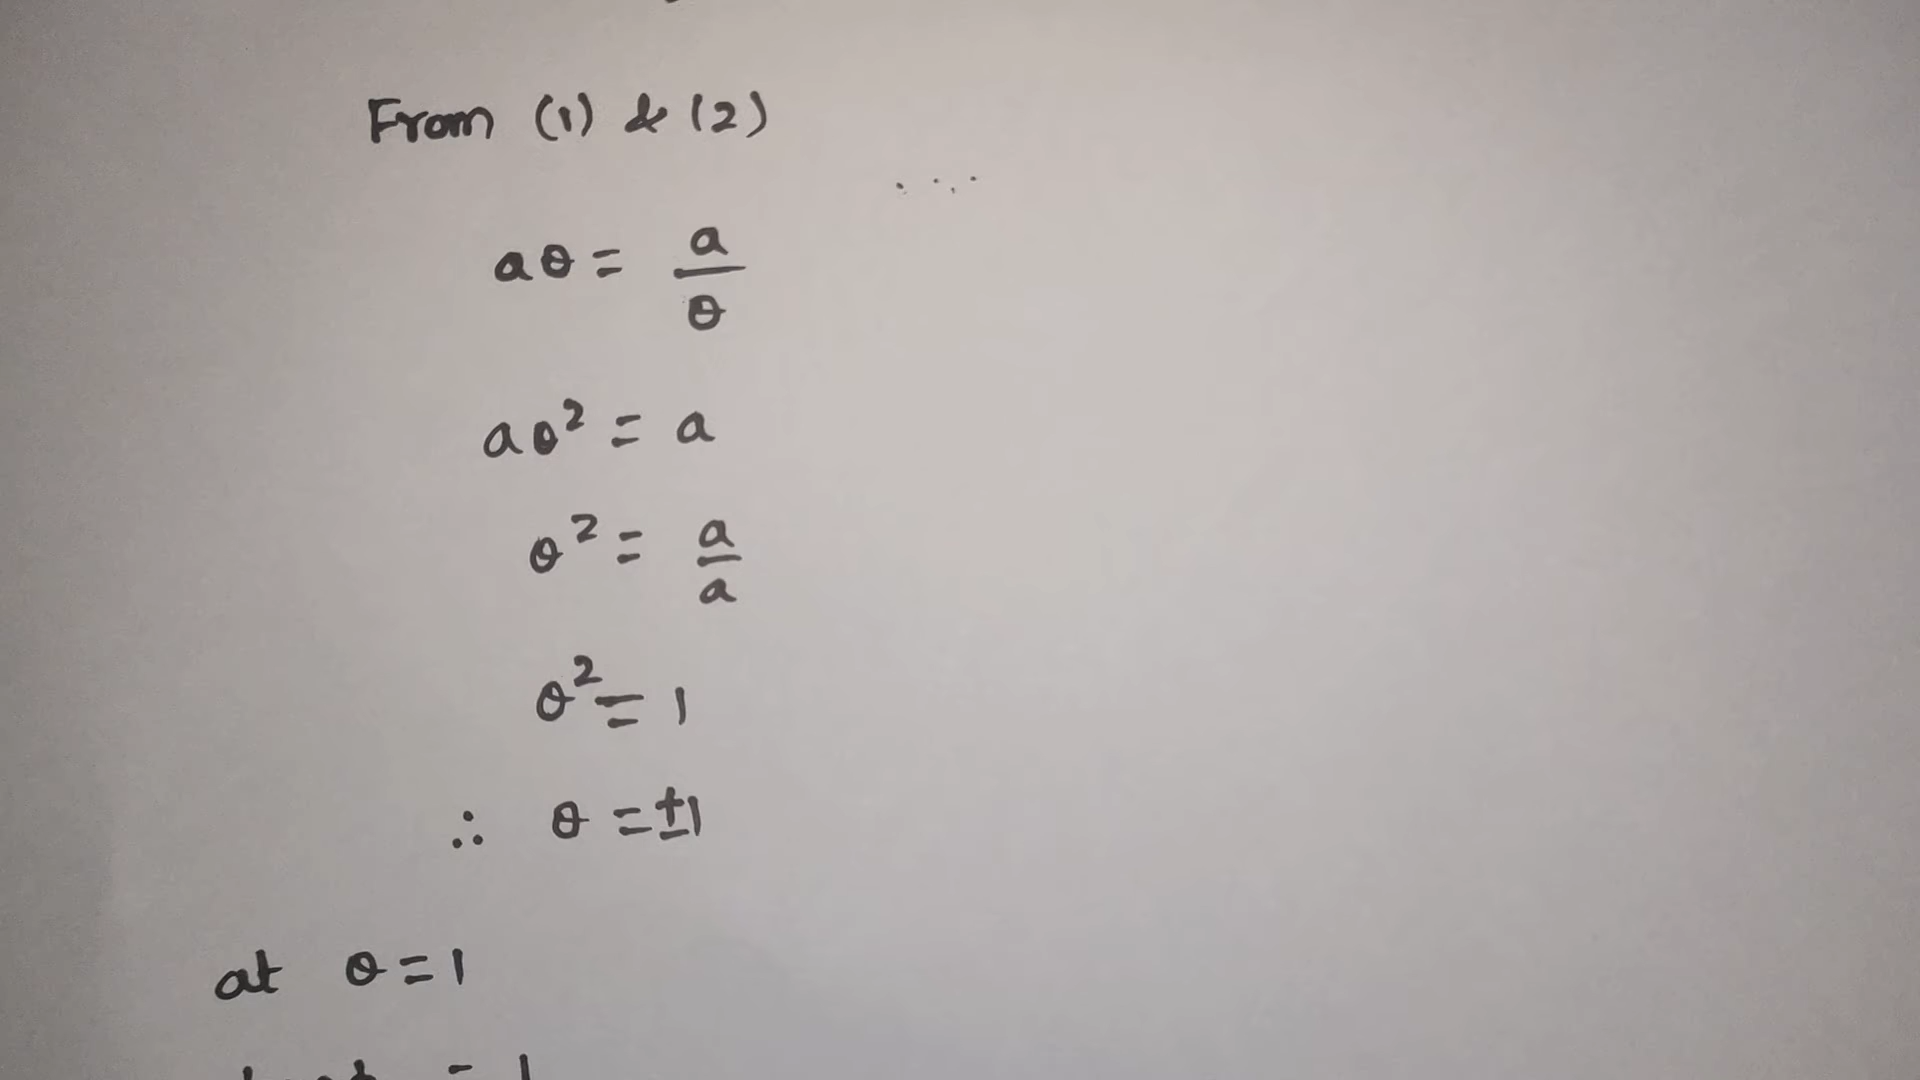 From (1) & (2)
aθ = a/θ
aθ² = a
θ² = a/a
θ² = 1
∴ θ = ±1
at θ = 1